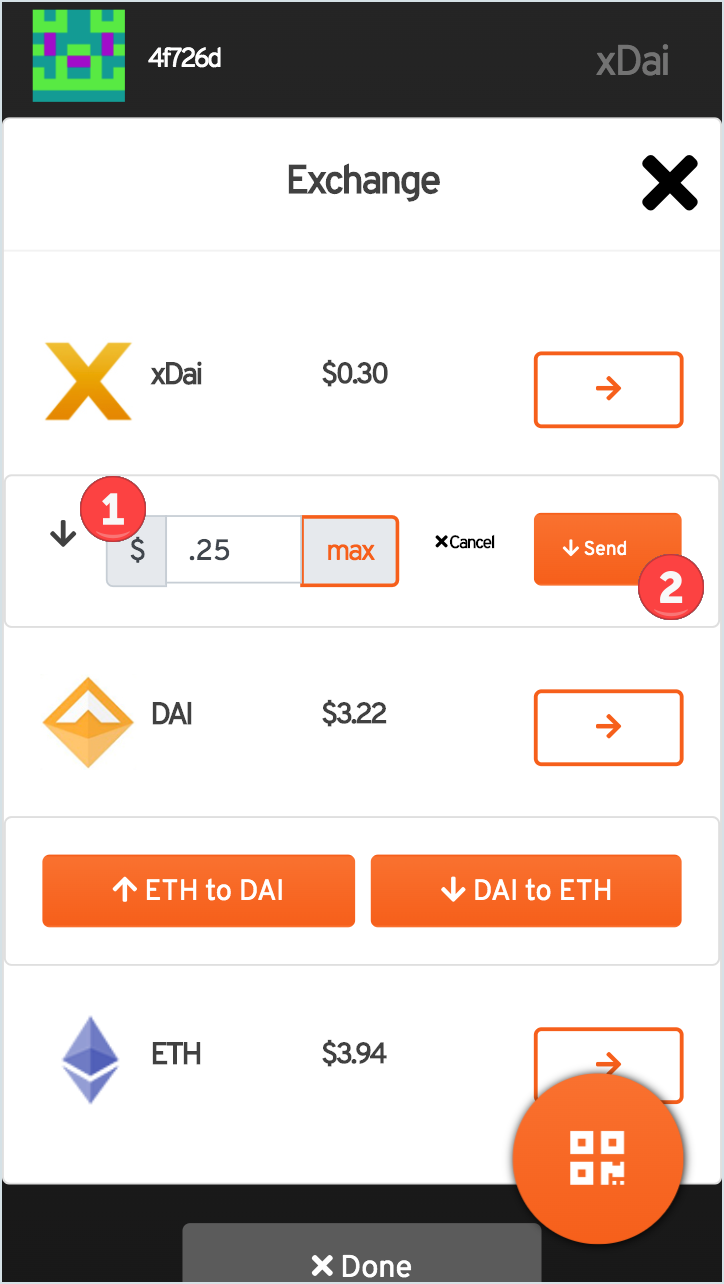 4f726d
xDai
Exchange
xDai $0.30
1
$ .25 max Cancel Send
2
DAI $3.22
ETH to DAI DAI to ETH
ETH $3.94
Done